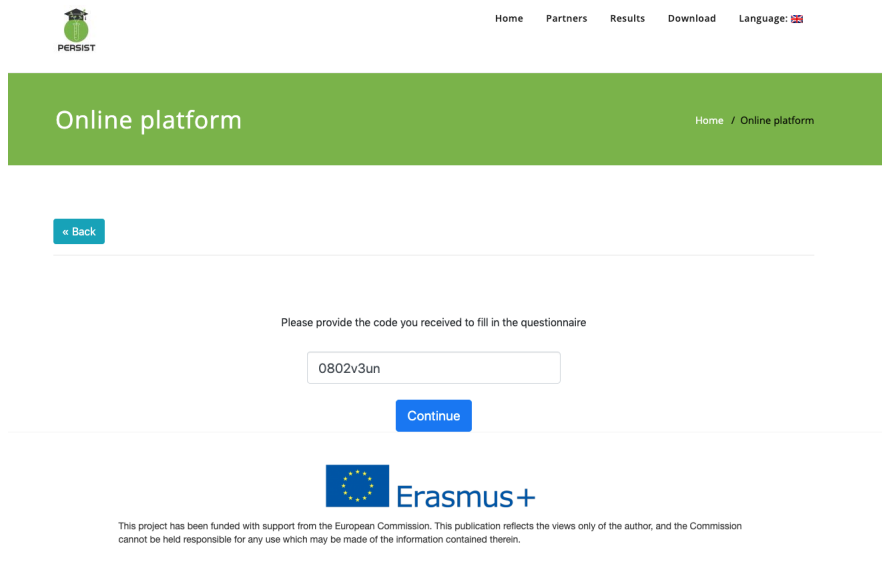 PERSIST
Home Partners Results Download Language:
Online platform
Home / Online platform
« Back
Please provide the code you received to fill in the questionnaire
0802v3un
Continue
Erasmus+
This project has been funded with support from the European Commission. This publication reflects the views only of the author, and the Commission
cannot be held responsible for any use which may be made of the information contained therein.